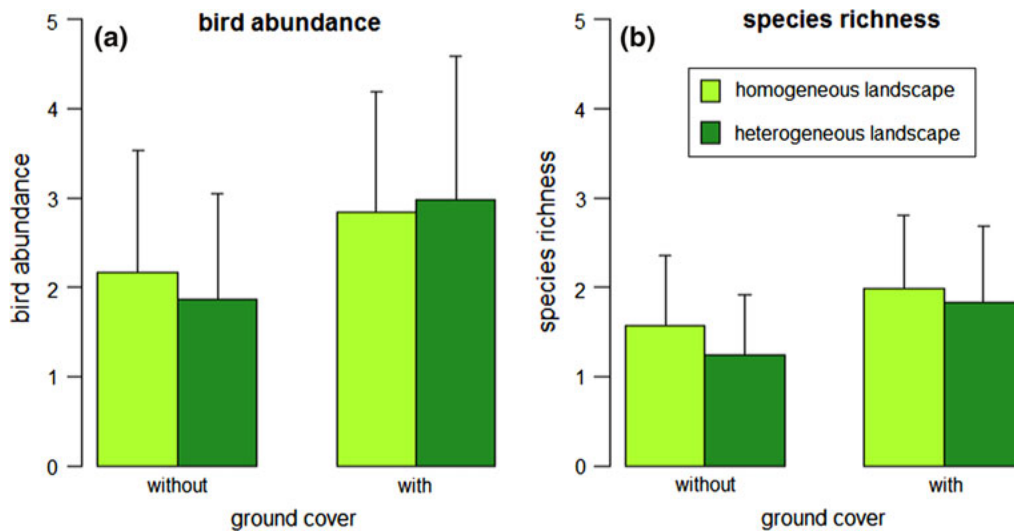 (a) bird abundance
bird abundance
5
4
3
2
1
0
without with
ground cover
(b) species richness
species richness
5
4
3
2
1
0
homogeneous landscape
heterogeneous landscape
without with
ground cover